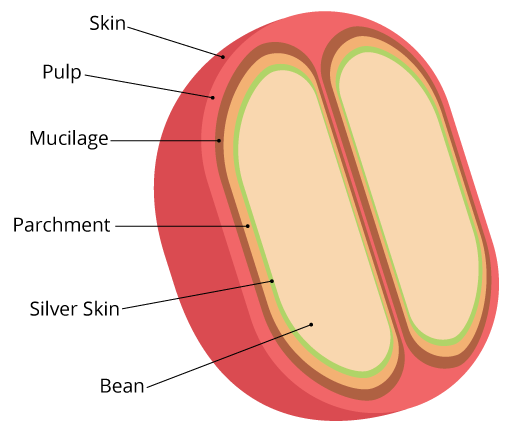 Skin
Pulp
Mucilage
Parchment
Silver Skin
Bean